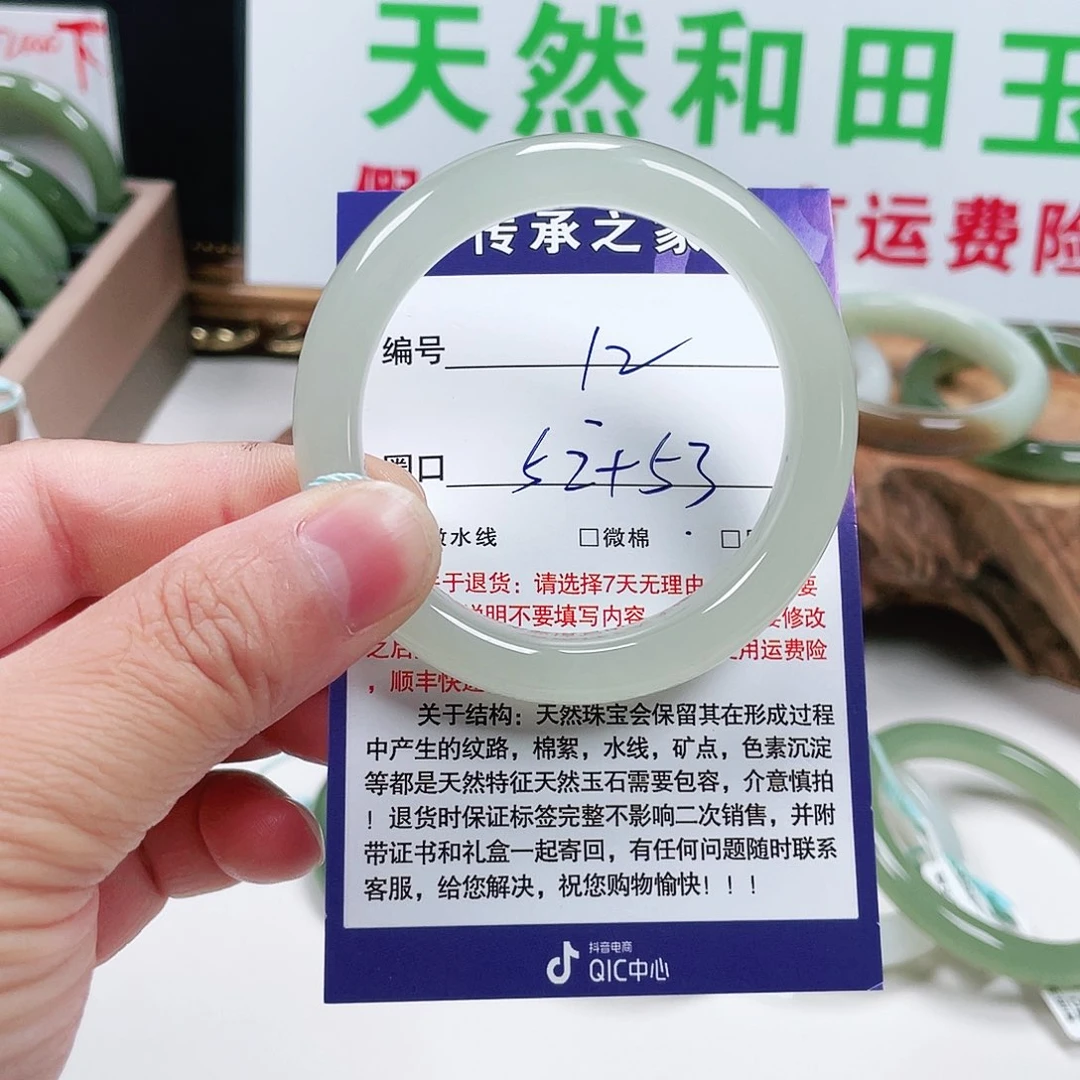 天然和田玉
运费险
传承之家
编号 12
圈口 52+53
微水线 □微棉 □
关于退货：请选择7天无理由 要
说明不要填写内容 要修改
之后 用运费险
，顺丰快递
关于结构：天然珠宝会保留其在形成过程
中产生的纹路，棉絮，水线，矿点，色素沉淀
等都是天然特征天然玉石需要包容，介意慎拍
！退货时保证标签完整不影响二次销售，并附
带证书和礼盒一起寄回，有任何问题随时联系
客服，给您解决，祝您购物愉快！！！
抖音电商
QIC中心